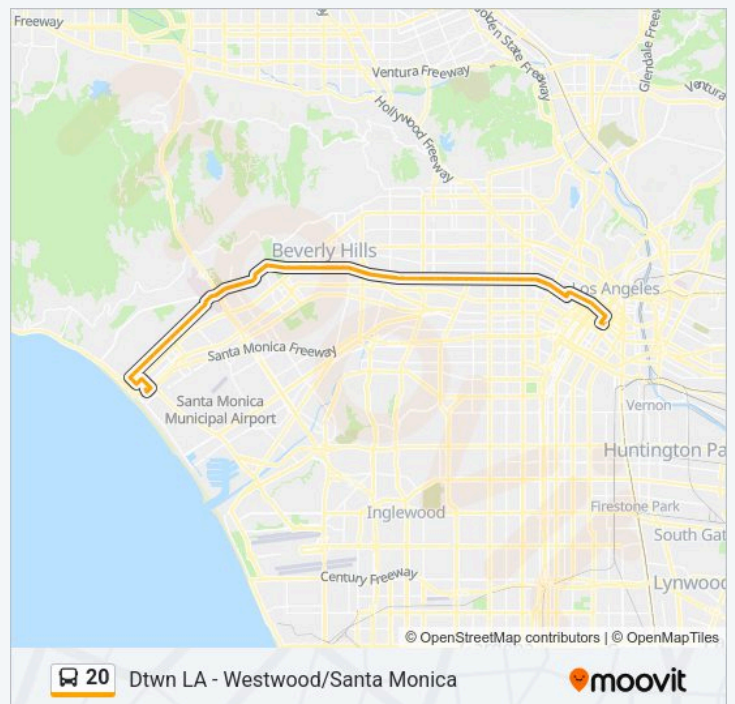 Freeway
Golden State Freeway
Glendale Freeway
Ventura Freeway
Ventura
Hollywood Freeway
Beverly Hills
Los Angeles
Santa Monica Freeway
Santa Monica
Municipal Airport
Vernon
Huntington Pa
Inglewood
Firestone Park
South Gat
Century Freeway
Lynwood
© OpenStreetMap contributors | © OpenMapTiles
20 Dtwn LA - Westwood/Santa Monica
moovit